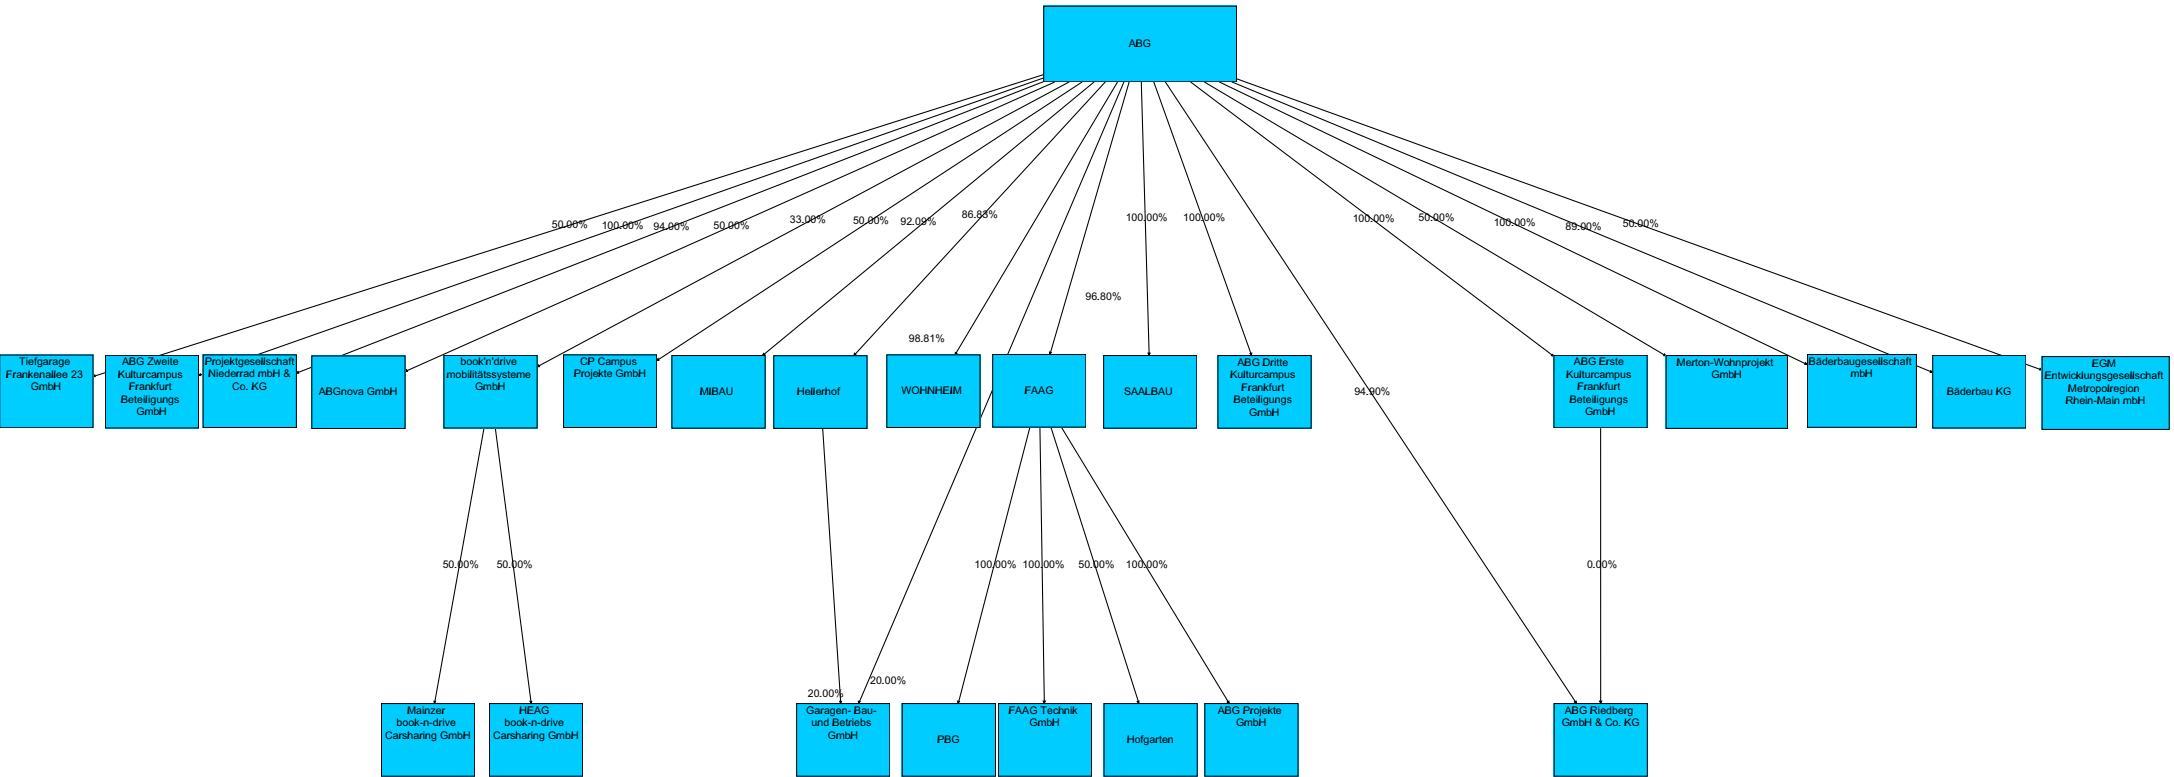 ABG
50.00%
100.00%
94.00%
50.00%
33.00%
50.00%
92.09%
86.83%
100.00%
100.00%
100.00%
50.00%
100.00%
89.00%
50.00%
96.80%
98.81%
94.90%
Tiefgarage
Frankenallee 23
GmbH
ABG Zweite
Kulturcampus
Frankfurt
Beteiligungs
GmbH
Projektgesellschaft
Niederrad mbH &
Co. KG
ABGnova GmbH
book'n'drive
mobilitätssysteme
GmbH
CP Campus
Projekte GmbH
MIBAU
Hellerhof
WOHNHEIM
FAAG
SAALBAU
ABG Dritte
Kulturcampus
Frankfurt
Beteiligungs
GmbH
ABG Erste
Kulturcampus
Frankfurt
Beteiligungs
GmbH
Merton-Wohnprojekt
GmbH
Bäderbaugesellschaft
mbH
Bäderbau KG
EGM
Entwicklungsgesellschaft
Metropolregion
Rhein-Main mbH
50.00%
50.00%
100.00%
100.00%
50.00%
100.00%
0.00%
20.00%
20.00%
Mainzer
book-n-drive
Carsharing GmbH
HEAG
book-n-drive
Carsharing GmbH
Garagen- Bau-
und Betriebs
GmbH
PBG
FAAG Technik
GmbH
Hofgarten
ABG Projekte
GmbH
ABG Riedberg
GmbH & Co. KG